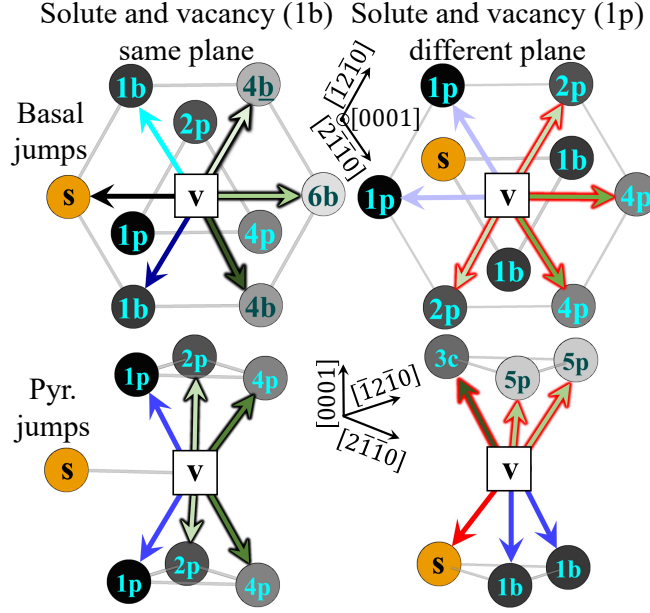 Solute and vacancy (1b)
same plane
Solute and vacancy (1p)
different plane
Basal
jumps
1b
4b
2p
s
v
6b
1p
4p
1b
4b
[1̄21̄0]
[0001]
[21̄1̄0]
1p
2p
s
1b
1p
v
4p
1b
2p
4p
Pyr.
jumps
1p
2p
4p
s
v
1p
2p
4p
[0001]
[1̄21̄0]
[21̄1̄0]
3c
5p
5p
v
s
1b
1b